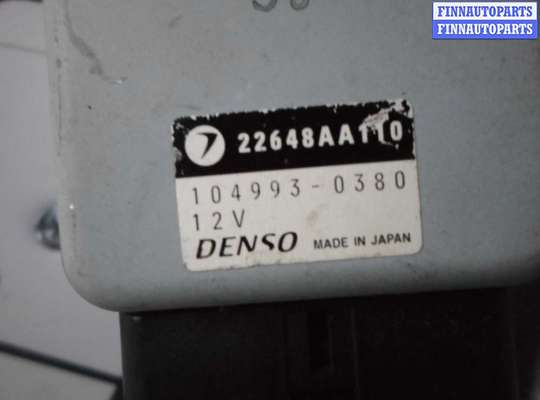 FINNAUTOPARTS
FINNAUTOPARTS
22648AA110
104993-0380
12V
DENSO MADE IN JAPAN